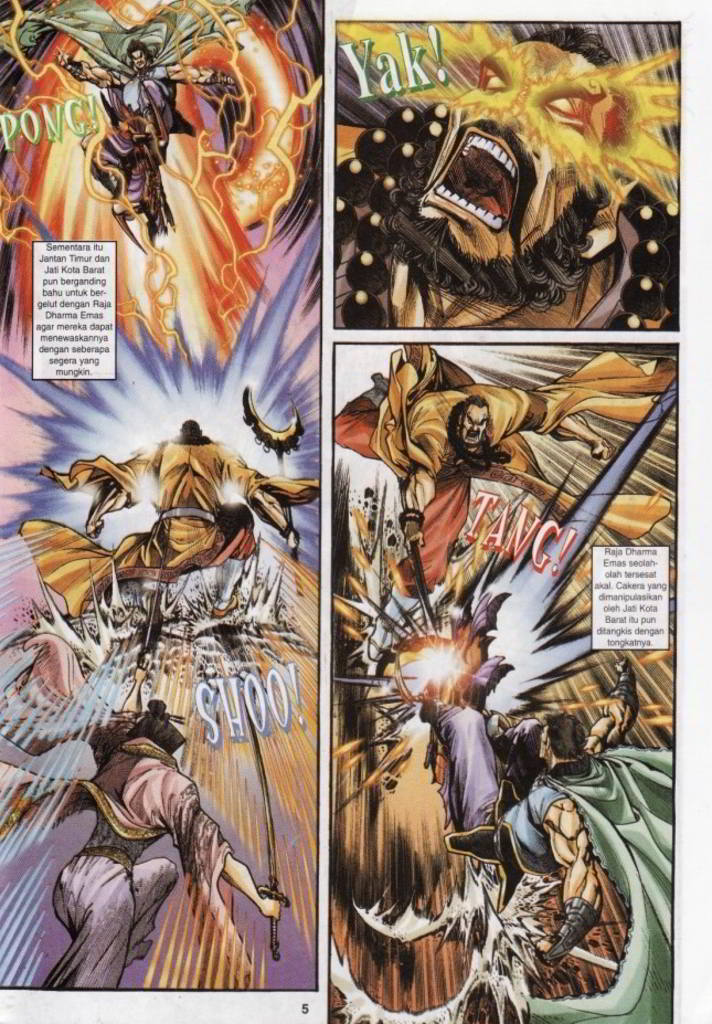 PONG!
Sementara itu
Jantan Timur dan
Jati Kota Barat
pun berganding
bahu untuk ber-
gelut dengan Raja
Dharma Emas
agar mereka dapat
menewaskannya
dengan seberapa
segera yang
mungkin.
SHOO!
Yak!
TANG!
Raja Dharma
Emas seolah-
olah tersesat
akal. Cakera yang
dimanipulasikan
oleh Jati Kota
Barat itu pun
ditangkis dengan
tongkatnya.
5